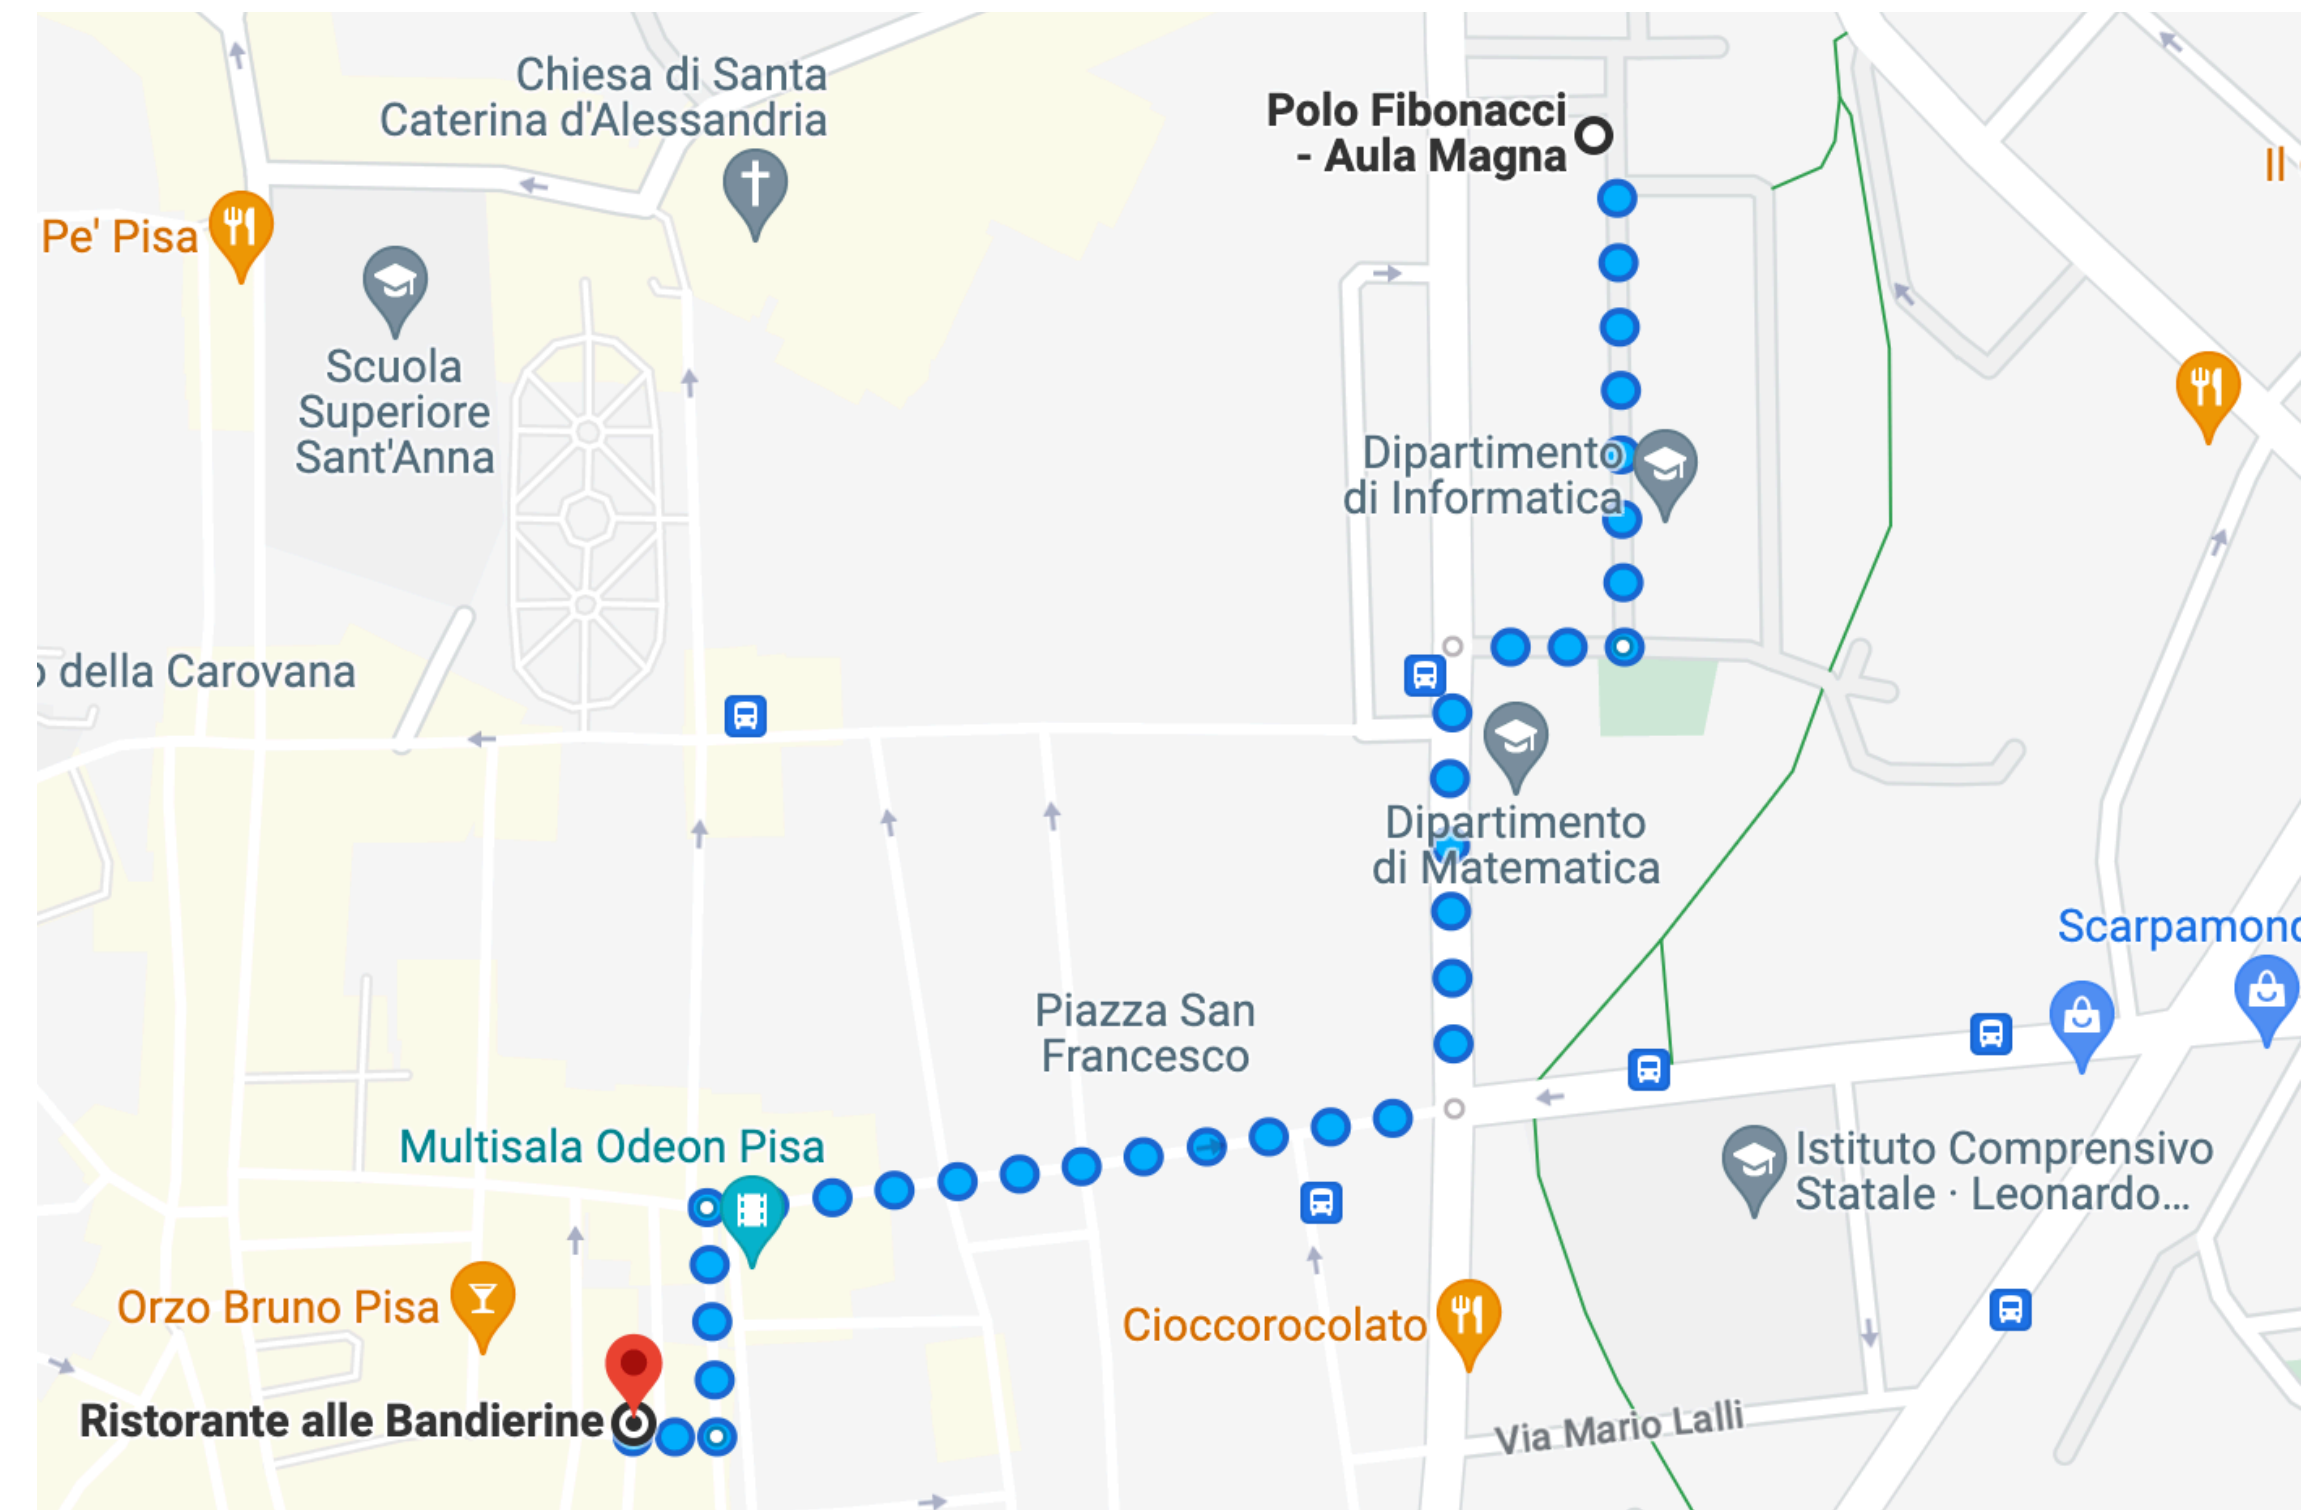 Chiesa di Santa
Caterina d'Alessandria
Polo Fibonacci
- Aula Magna
Il
Pe' Pisa
Scuola
Superiore
Sant'Anna
Dipartimento
di Informatica
della Carovana
Dipartimento
di Matematica
Piazza San
Francesco
Multisala Odeon Pisa
Istituto Comprensivo
Statale · Leonardo...
Orzo Bruno Pisa
Cioccorocolato
Ristorante alle Bandierine
Via Mario Lalli